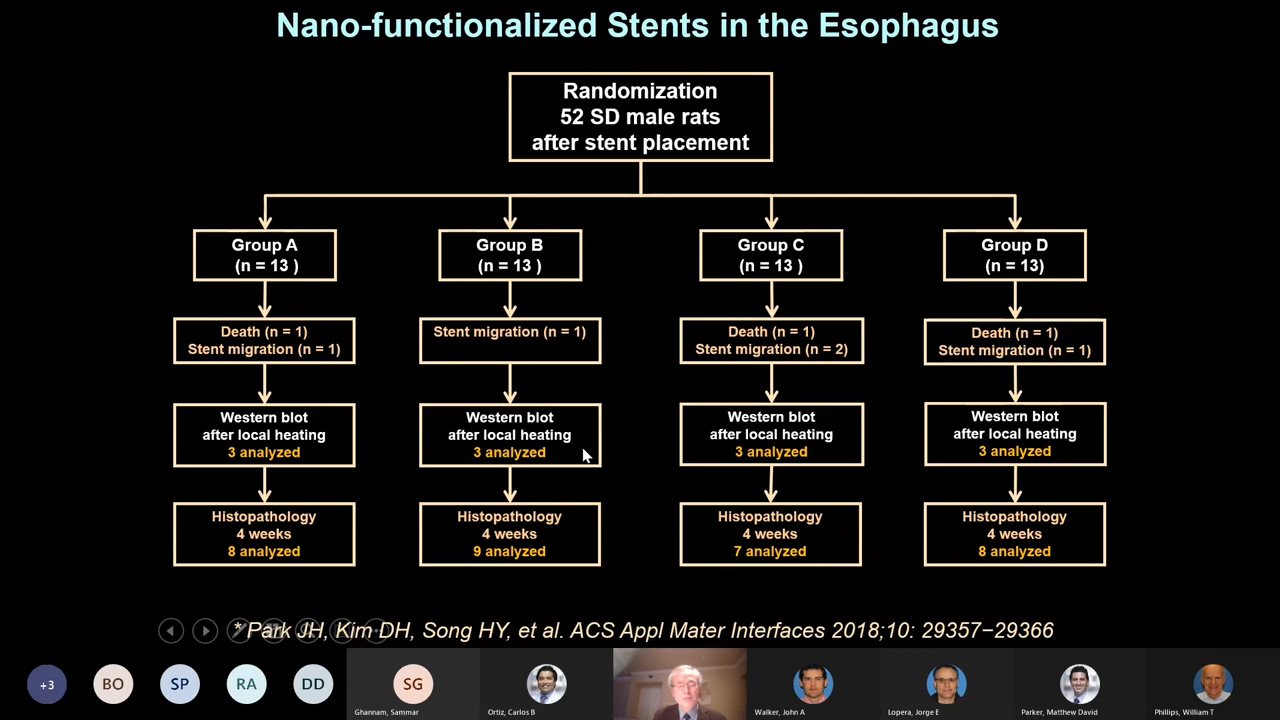 Nano-functionalized Stents in the Esophagus
Randomization
52 SD male rats
after stent placement
Group A
(n = 13 )
Group B
(n = 13 )
Group C
(n = 13 )
Group D
(n = 13)
Death (n = 1)
Stent migration (n = 1)
Stent migration (n = 1)
Death (n = 1)
Stent migration (n = 2)
Death (n = 1)
Stent migration (n = 1)
Western blot
after local heating
3 analyzed
Western blot
after local heating
3 analyzed
Western blot
after local heating
3 analyzed
Western blot
after local heating
3 analyzed
Histopathology
4 weeks
8 analyzed
Histopathology
4 weeks
9 analyzed
Histopathology
4 weeks
7 analyzed
Histopathology
4 weeks
8 analyzed
* Park JH, Kim DH, Song HY, et al. ACS Appl Mater Interfaces 2018;10: 29357−29366
+3
BO
SP
RA
DD
SG
Ghannam, Sammar
Ortiz, Carlos B
Walker, John A
Lopera, Jorge E
Parker, Matthew David
Phillips, William T